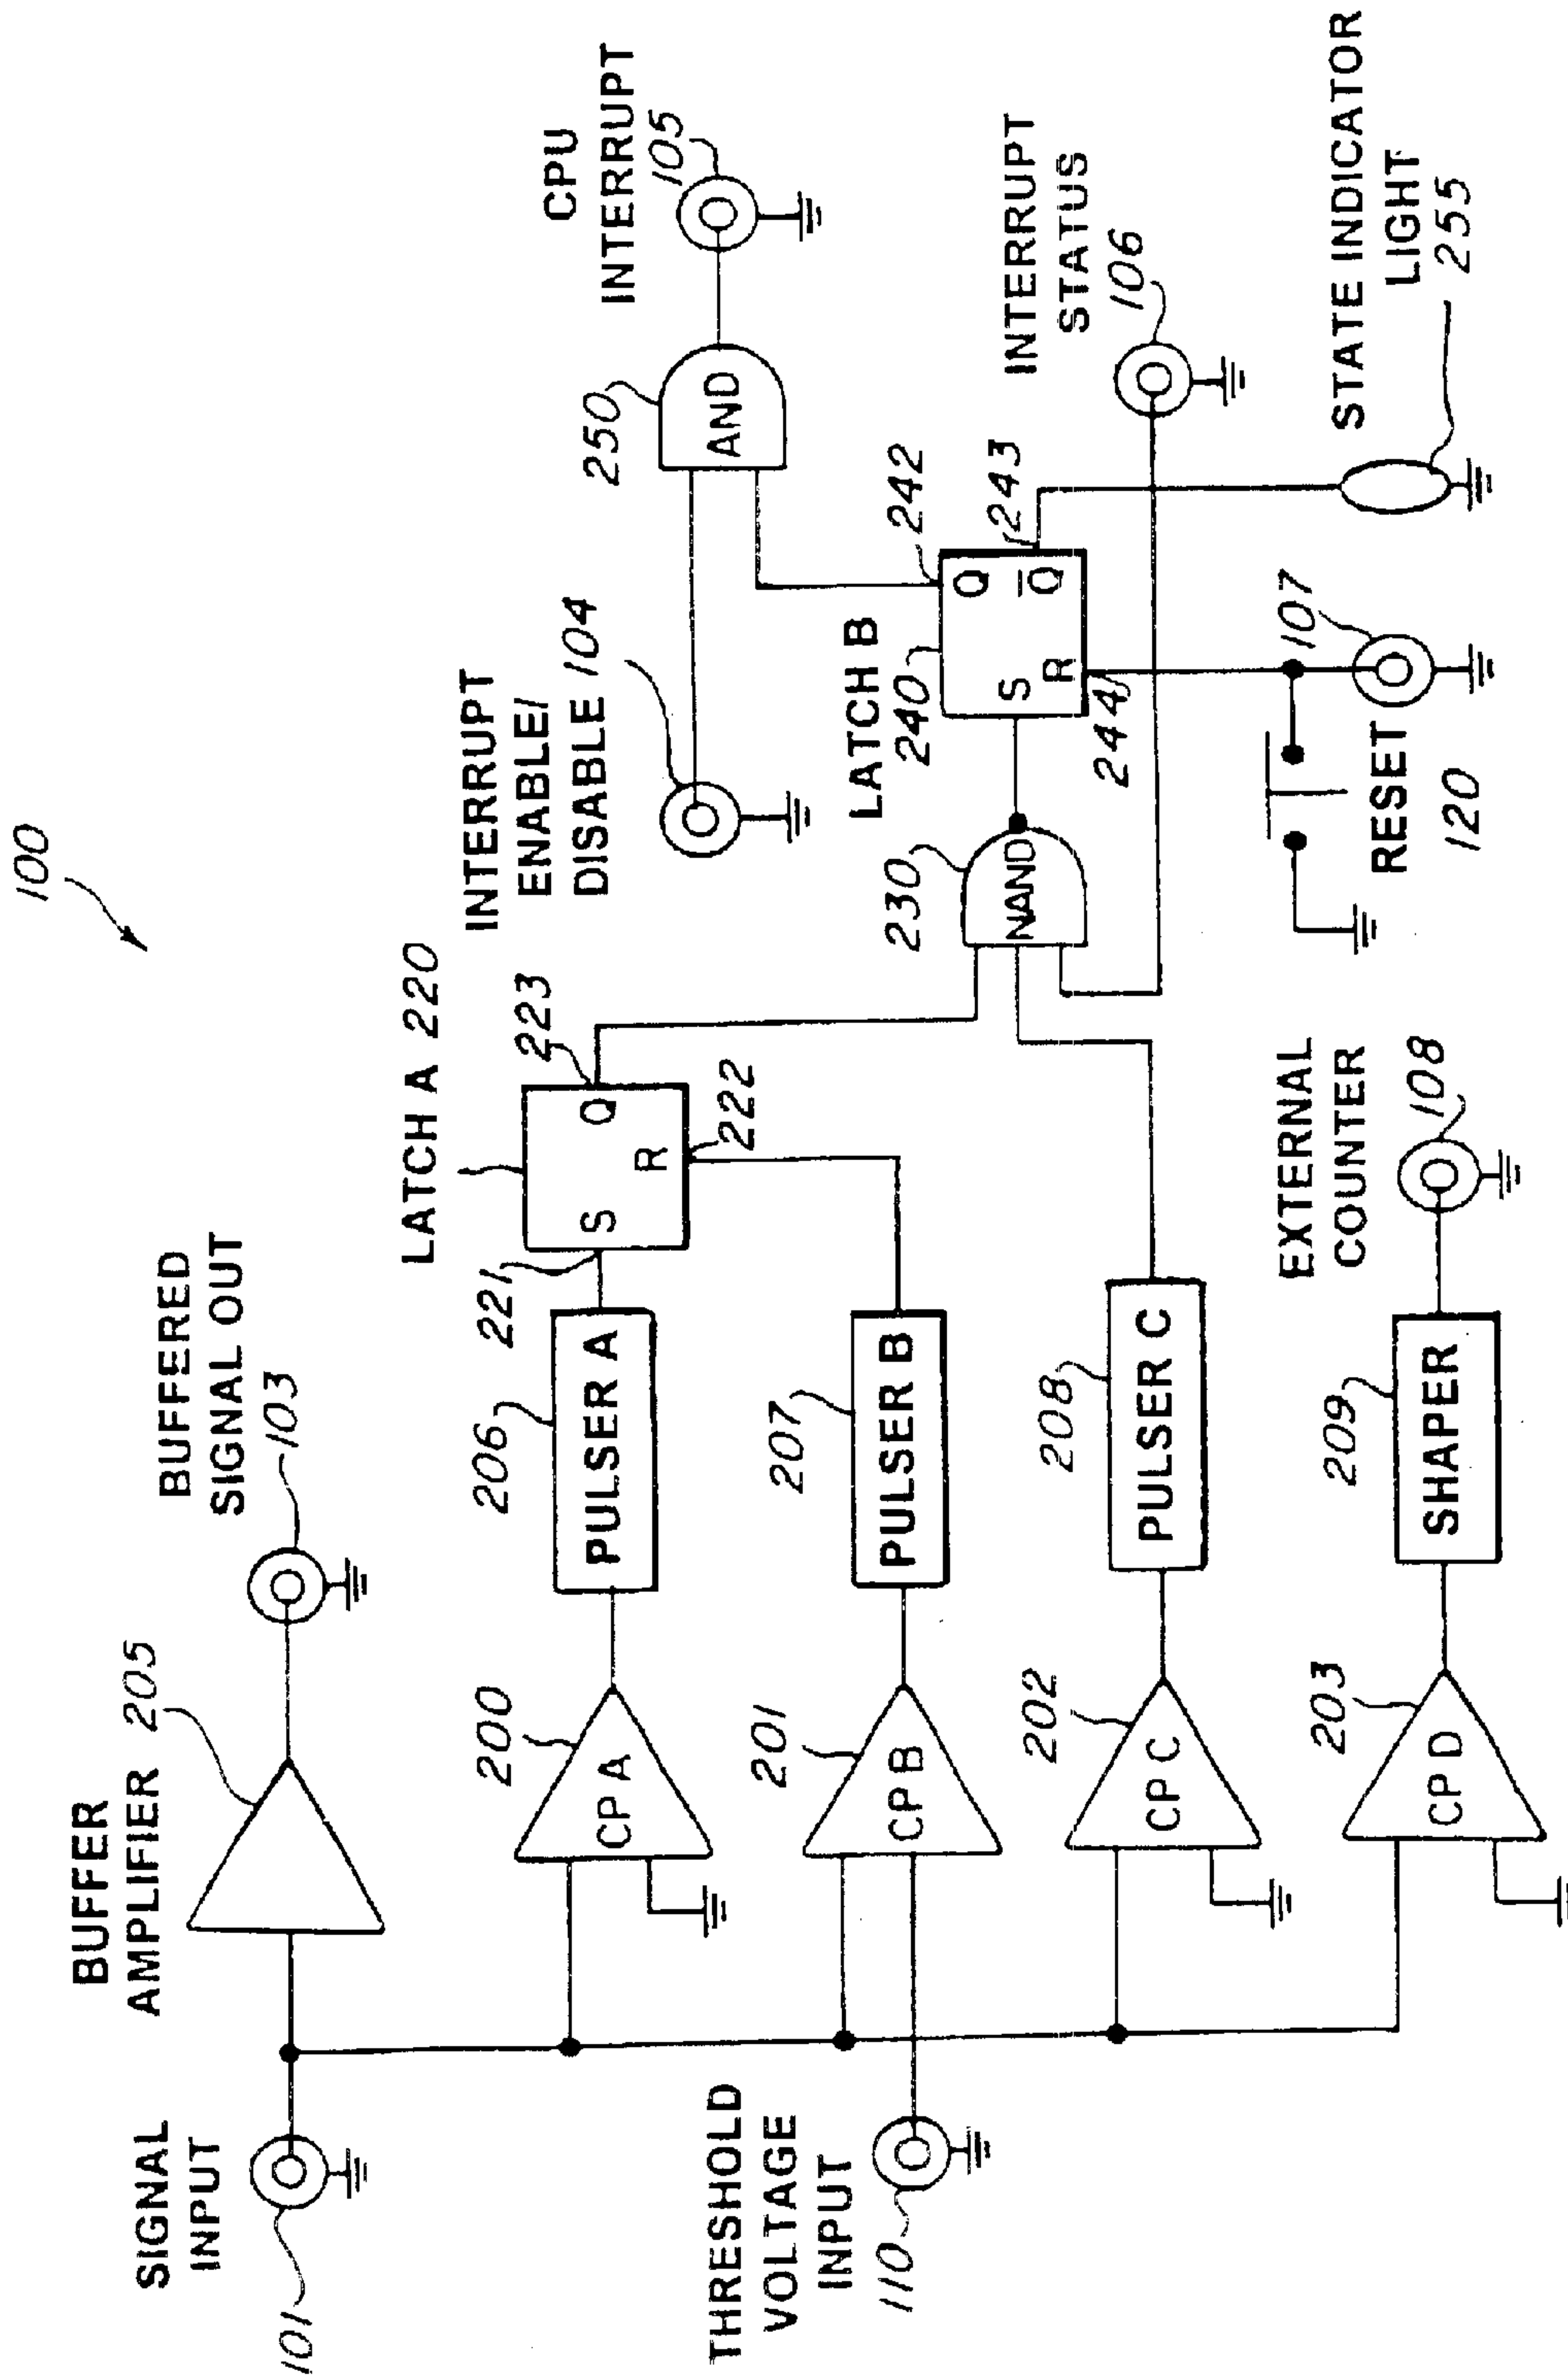 100
SIGNAL
INPUT
101
BUFFER
AMPLIFIER 205
BUFFERED
SIGNAL OUT
103
THRESHOLD
VOLTAGE
INPUT
110
200
CP A
206
PULSER A
221
LATCH A 220
S
Q
R
223
222
201
CP B
207
PULSER B
202
CP C
208
PULSER C
203
CP D
209
SHAPER
EXTERNAL
COUNTER
108
INTERRUPT
ENABLE/
DISABLE 104
250
AND
CPU
INTERRUPT
105
230
NAND
LATCH B
240
S
R
Q
Q̅
242
243
244
INTERRUPT
STATUS
106
RESET
120
107
STATE INDICATOR
LIGHT
255